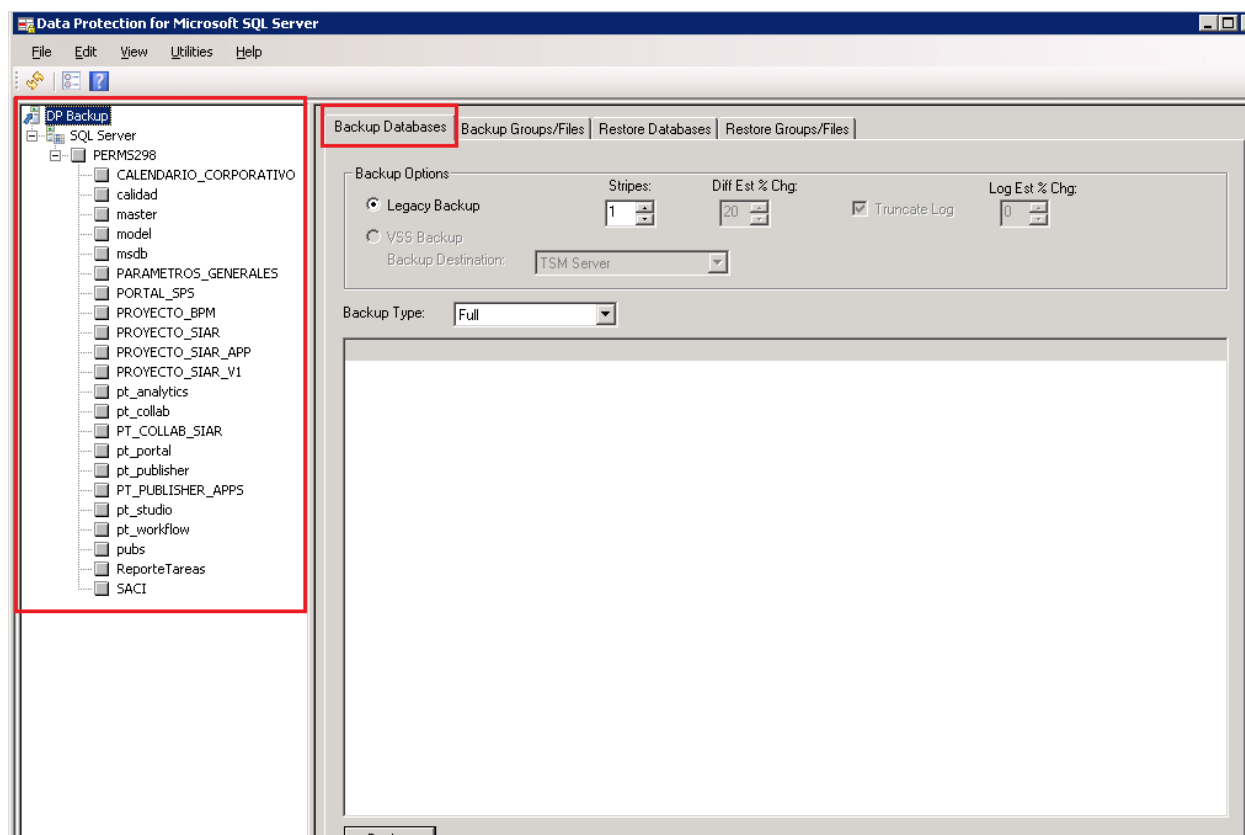 Data Protection for Microsoft SQL Serve
File Edit View Utilities Help
DP Backup
SQL Server
PERMS298
CALENDARIO_CORPORATIVO
calidad
master
model
msdb
PARAMETROS_GENERALES
PORTAL_SPS
PROYECTO_BPM
PROYECTO_SIAR
PROYECTO_SIAR_APP
PROYECTO_SIAR_V1
pt_analytics
pt_collab
PT_COLLAB_SIAR
pt_portal
pt_publisher
PT_PUBLISHER_APPS
pt_studio
pt_workflow
pubs
ReporteTareas
SACI
Backup Databases Backup Groups/Files Restore Databases Restore Groups/Files
Backup Options
Stripes: Diff Est % Chg: Log Est % Chg:
Legacy Backup 1 20 Truncate Log 0
VSS Backup
Backup Destination: TSM Server
Backup Type: Full